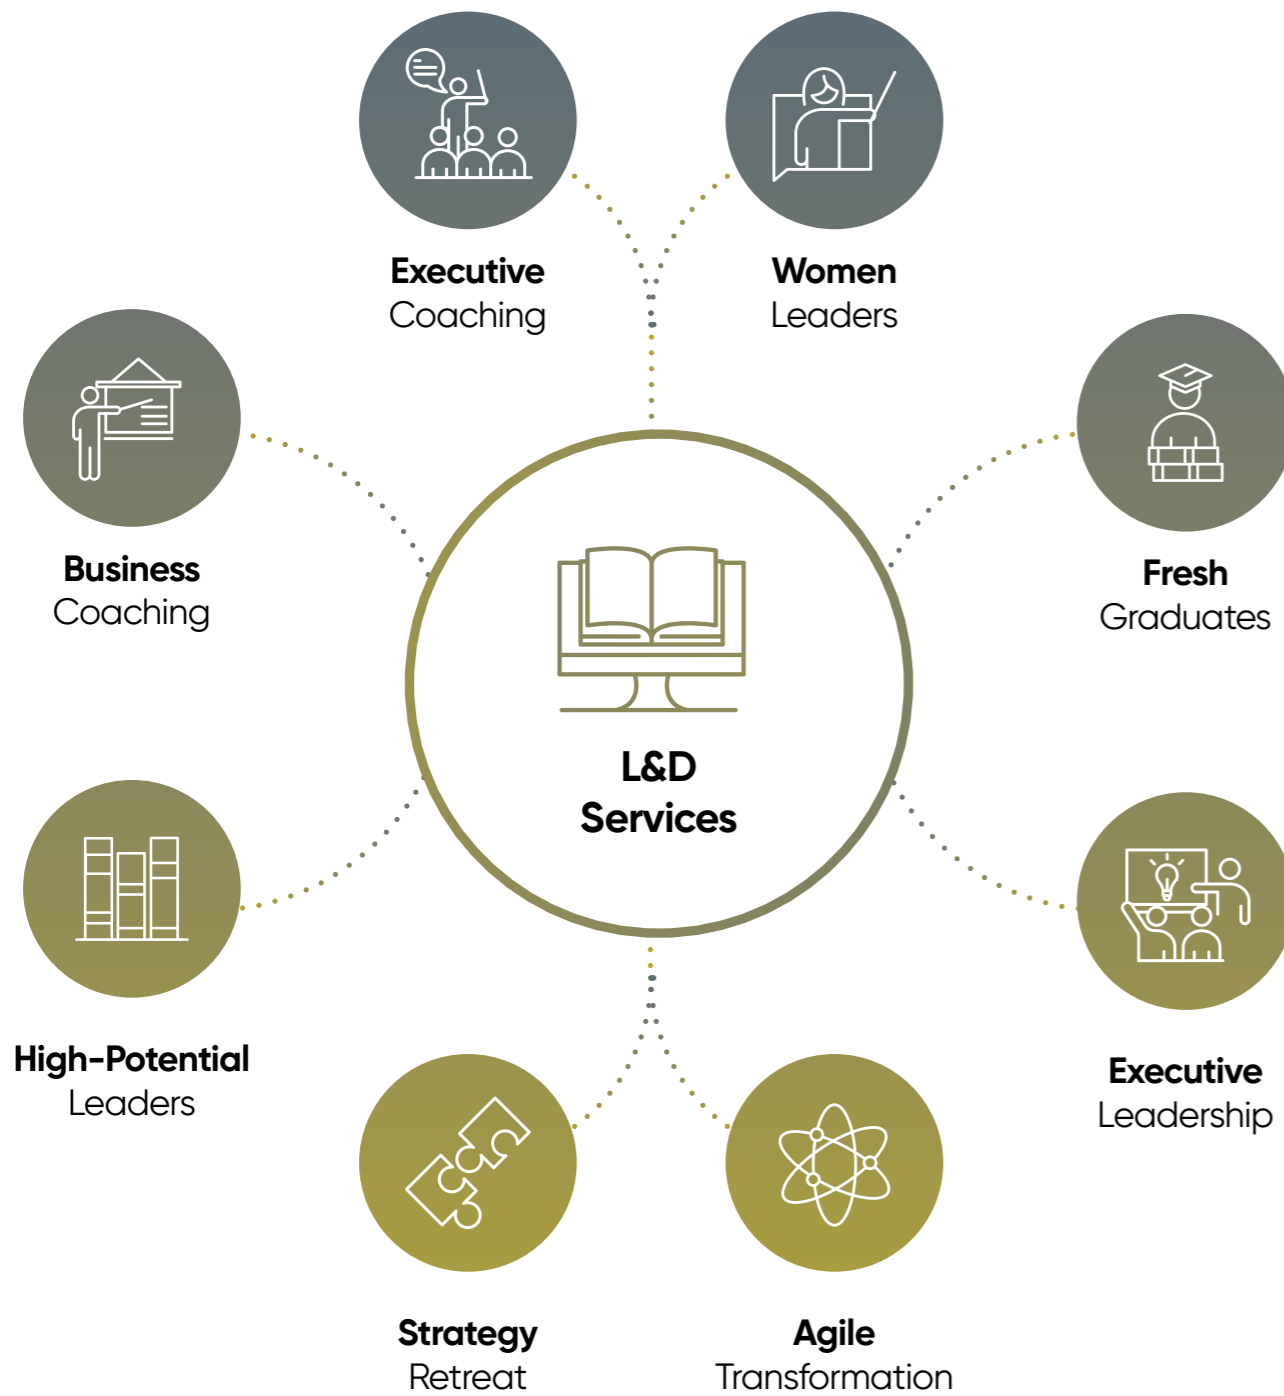 Executive
Coaching
Women
Leaders
Business
Coaching
Fresh
Graduates
L&D
Services
High-Potential
Leaders
Executive
Leadership
Strategy
Retreat
Agile
Transformation